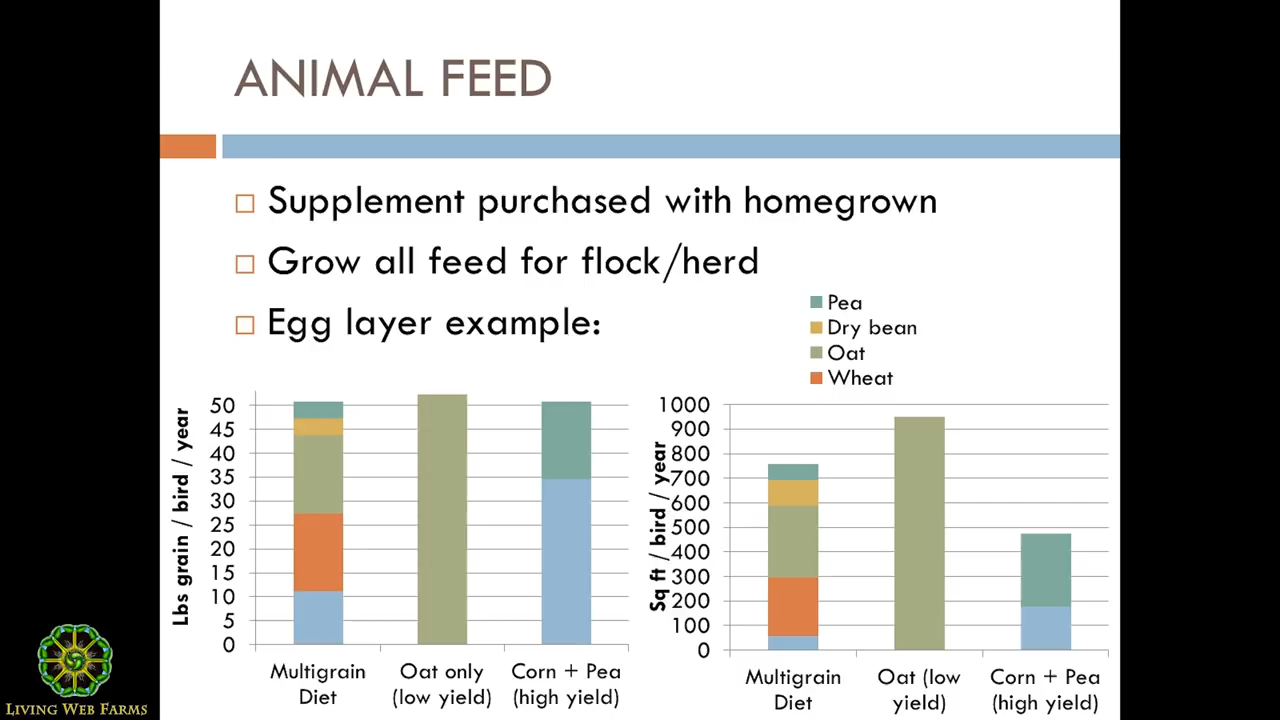 ANIMAL FEED
Supplement purchased with homegrown
Grow all feed for flock/herd
Egg layer example:
Pea
Dry bean
Oat
Wheat
Lbs grain / bird / year
50
45
40
35
30
25
20
15
10
5
0
Multigrain Diet
Oat only (low yield)
Corn + Pea (high yield)
Sq ft / bird / year
1000
900
800
700
600
500
400
300
200
100
0
Multigrain Diet
Oat (low yield)
Corn + Pea (high yield)
LIVING WEB FARMS